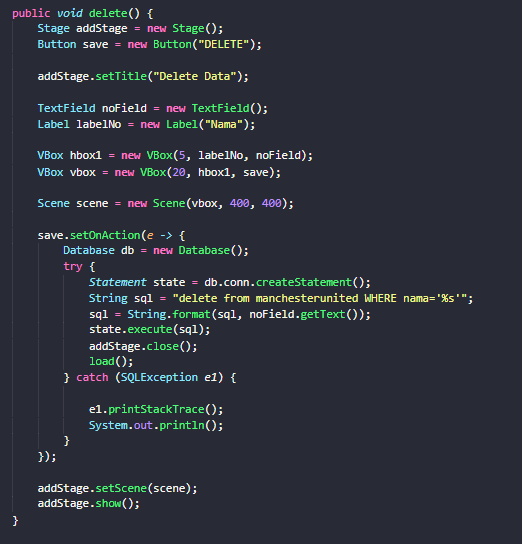 public void delete() {
    Stage addStage = new Stage();
    Button save = new Button("DELETE");

    addStage.setTitle("Delete Data");

    TextField noField = new TextField();
    Label labelNo = new Label("Nama");

    VBox hbox1 = new VBox(5, labelNo, noField);
    VBox vbox = new VBox(20, hbox1, save);

    Scene scene = new Scene(vbox, 400, 400);

    save.setOnAction(e -> {
        Database db = new Database();
        try {
            Statement state = db.conn.createStatement();
            String sql = "delete from manchesterunited WHERE nama='%s'";
            sql = String.format(sql, noField.getText());
            state.execute(sql);
            addStage.close();
            load();
        } catch (SQLException e1) {

            e1.printStackTrace();
            System.out.println();
        }
    });

    addStage.setScene(scene);
    addStage.show();
}